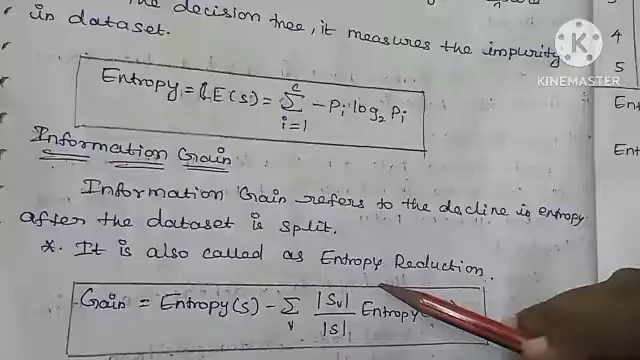 The decision tree, it measures the impurity
in dataset.
Entropy = E(s) = Σ^c_{i=1} -Pi log2 Pi
Information Gain
Information Gain refers to the decline in entropy
after the dataset is split.
*. It is also called as Entropy Reduction.
Gain = Entropy(s) - Σ_v |Sv|/|s| Entropy
4
5
Ent
Ent
KINEMASTER